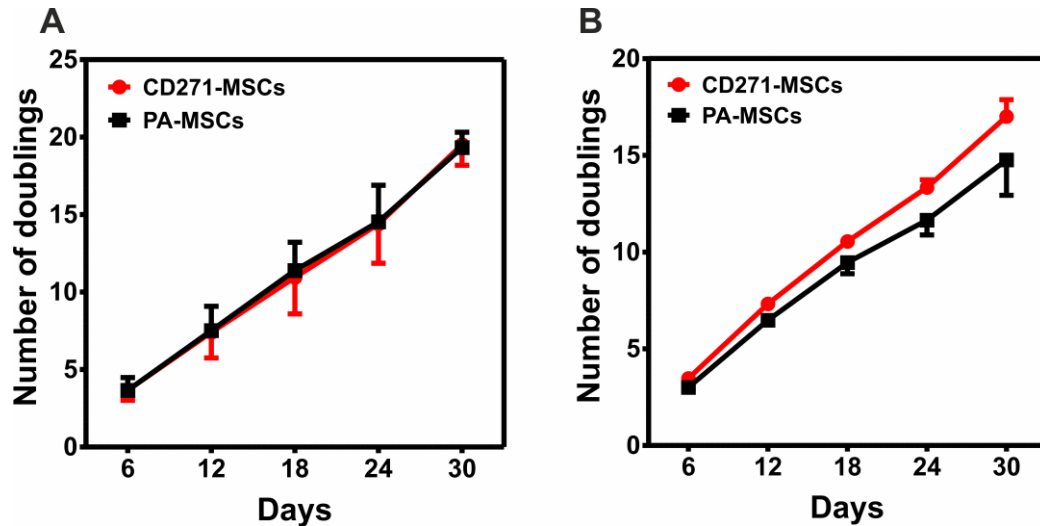 A
Number of doublings
25
20
15
10
5
0
CD271-MSCs
PA-MSCs
6 12 18 24 30
Days
B
Number of doublings
20
15
10
5
0
CD271-MSCs
PA-MSCs
6 12 18 24 30
Days